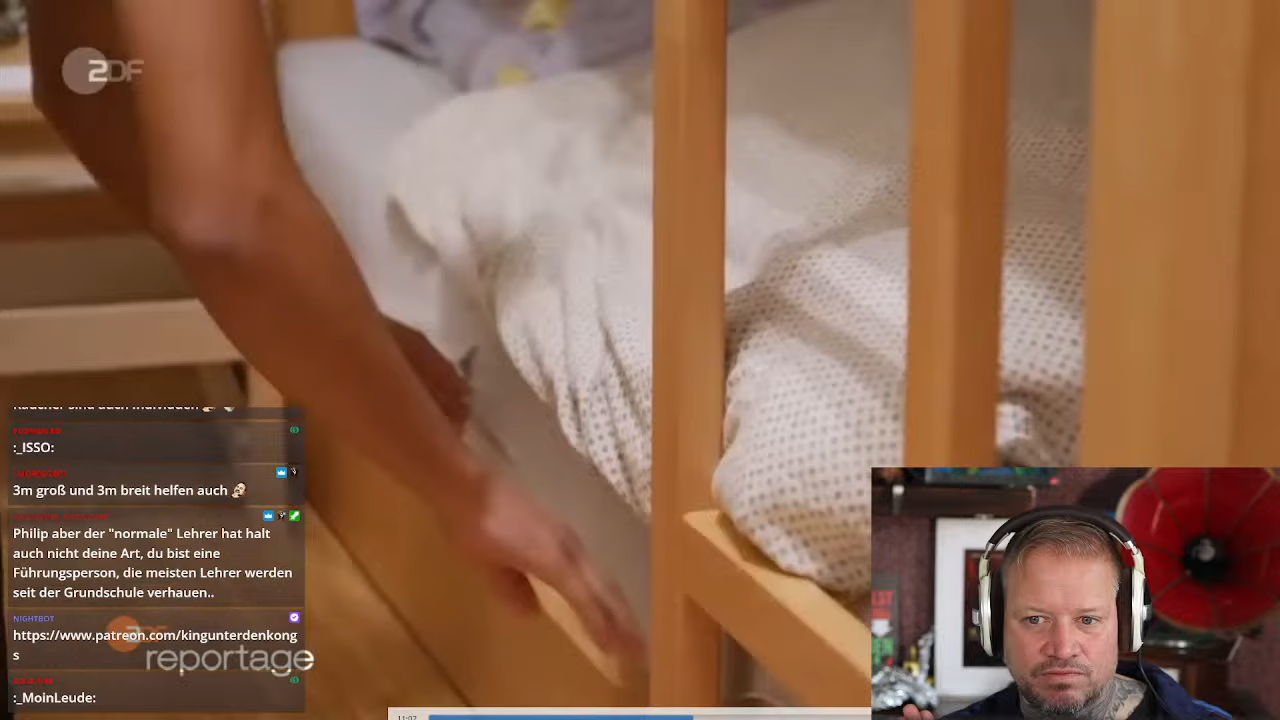 ZDF
:_ISSO:
3m groß und 3m breit helfen auch
Philip aber der "normale" Lehrer hat halt
auch nicht deine Art, du bist eine
Führungsperson, die meisten Lehrer werden
seit der Grundschule verhauen..
NIGHTBOT
https://www.patreon.com/kingunterdenkong
s
ZDF
reportage
:_MoinLeude: